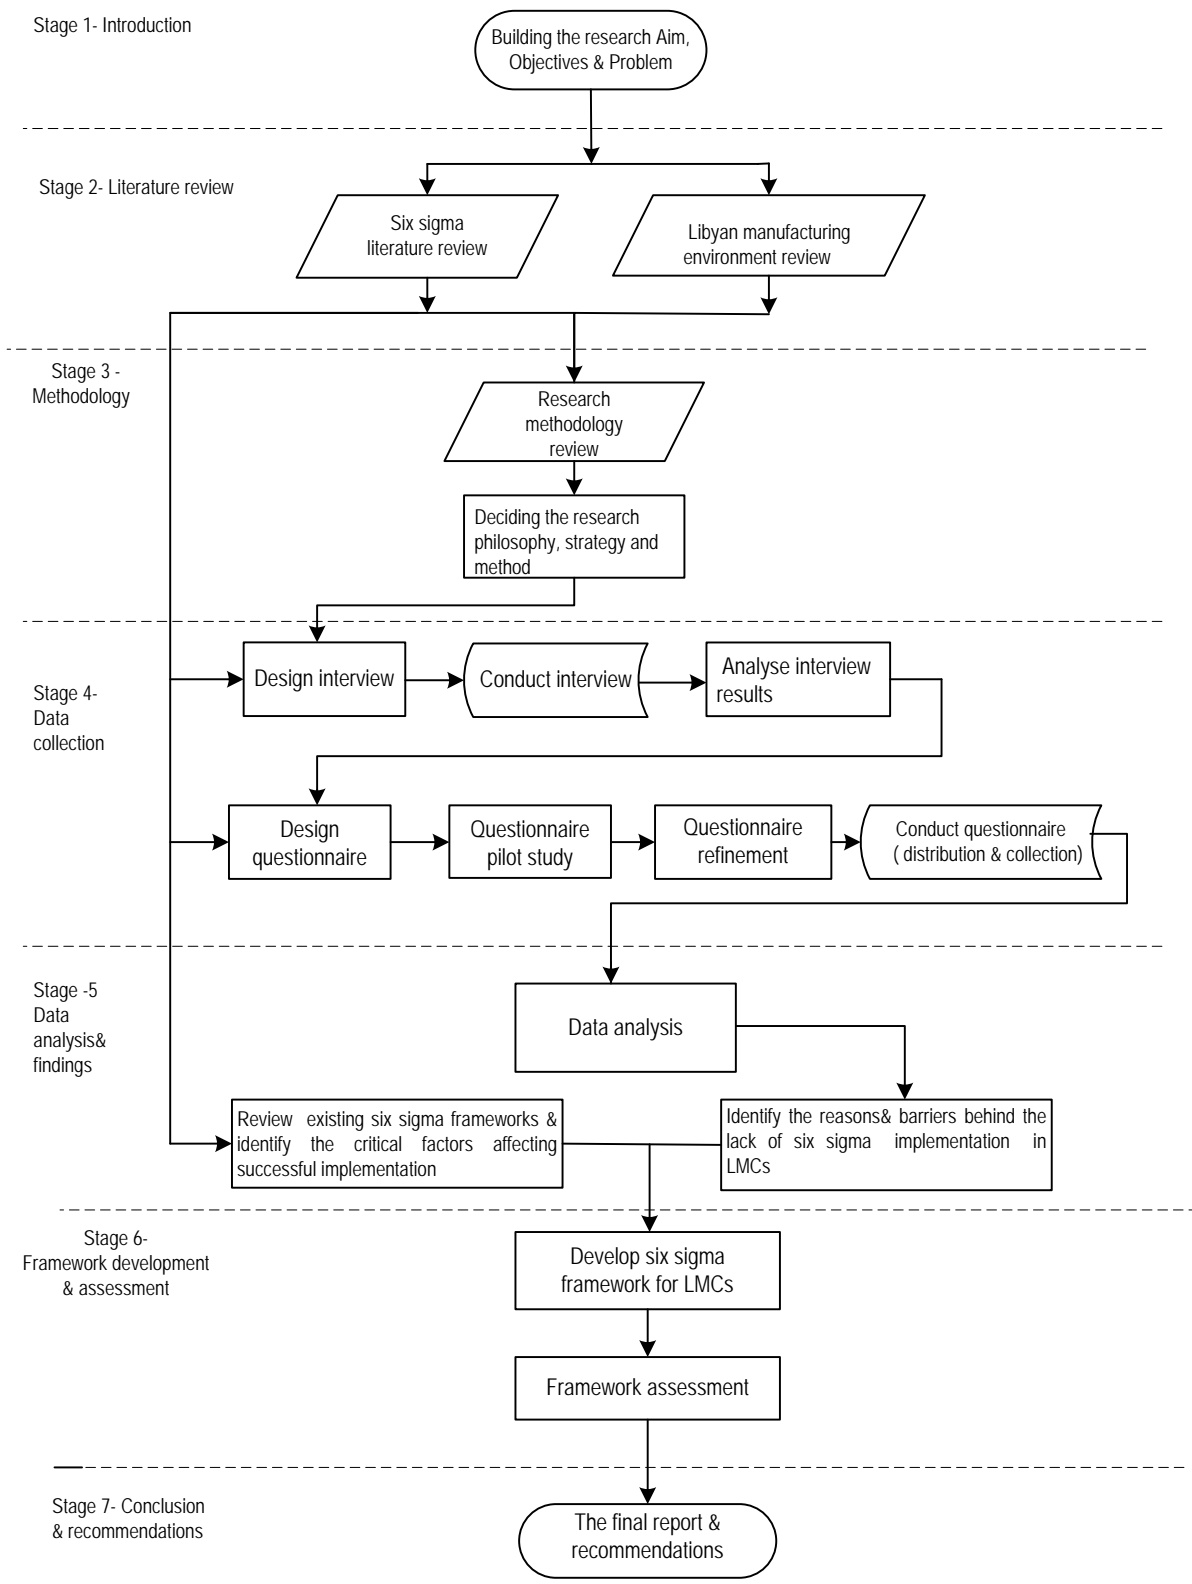 Stage 1- Introduction
Building the research Aim,
Objectives & Problem
Stage 2- Literature review
Six sigma
literature review
Libyan manufacturing
environment review
Stage 3 -
Methodology
Research
methodology
review
Deciding the research
philosophy, strategy and
method
Stage 4-
Data
collection
Design interview
Conduct interview
Analyse interview
results
Design
questionnaire
Questionnaire
pilot study
Questionnaire
refinement
Conduct questionnaire
( distribution & collection)
Stage -5
Data
analysis&
findings
Data analysis
Review existing six sigma frameworks &
identify the critical factors affecting
successful implementation
Identify the reasons& barriers behind the
lack of six sigma implementation in
LMCs
Stage 6-
Framework development
& assessment
Develop six sigma
framework for LMCs
Framework assessment
Stage 7- Conclusion
& recommendations
The final report &
recommendations